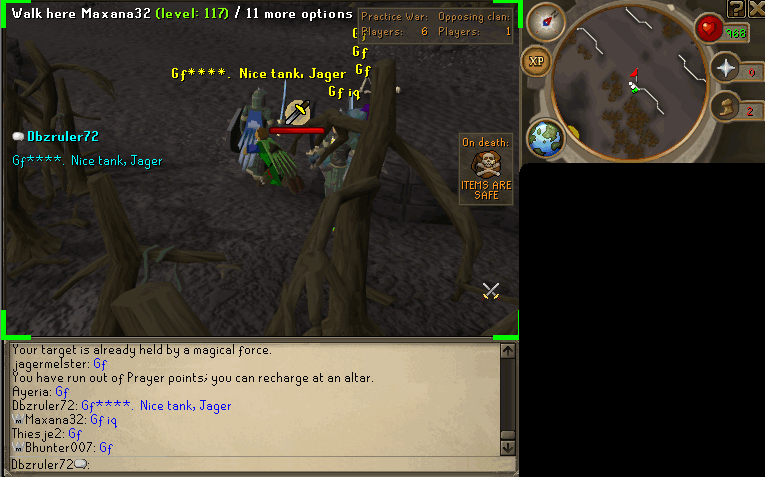 Walk here Maxana32 (level: 117) / 11 more options
Practice War: Opposing clan:
Players: 6 Players: 1
Gf
Gf
Gf
Gf****. Nice tank, Jager
Gf iq
Dbzruler72
Gf****. Nice tank, Jager
On death:
ITEMS ARE
SAFE
XP
968
0
2
?
Your target is already held by a magical force.
jagermelster: Gf
You have run out of Prayer points; you can recharge at an altar.
Ayeria: Gf
Dbzruler72: Gf****. Nice tank, Jager
Maxana32: Gf iq
Thiesje2: Gf
Bhunter007: Gf
Dbzruler72: